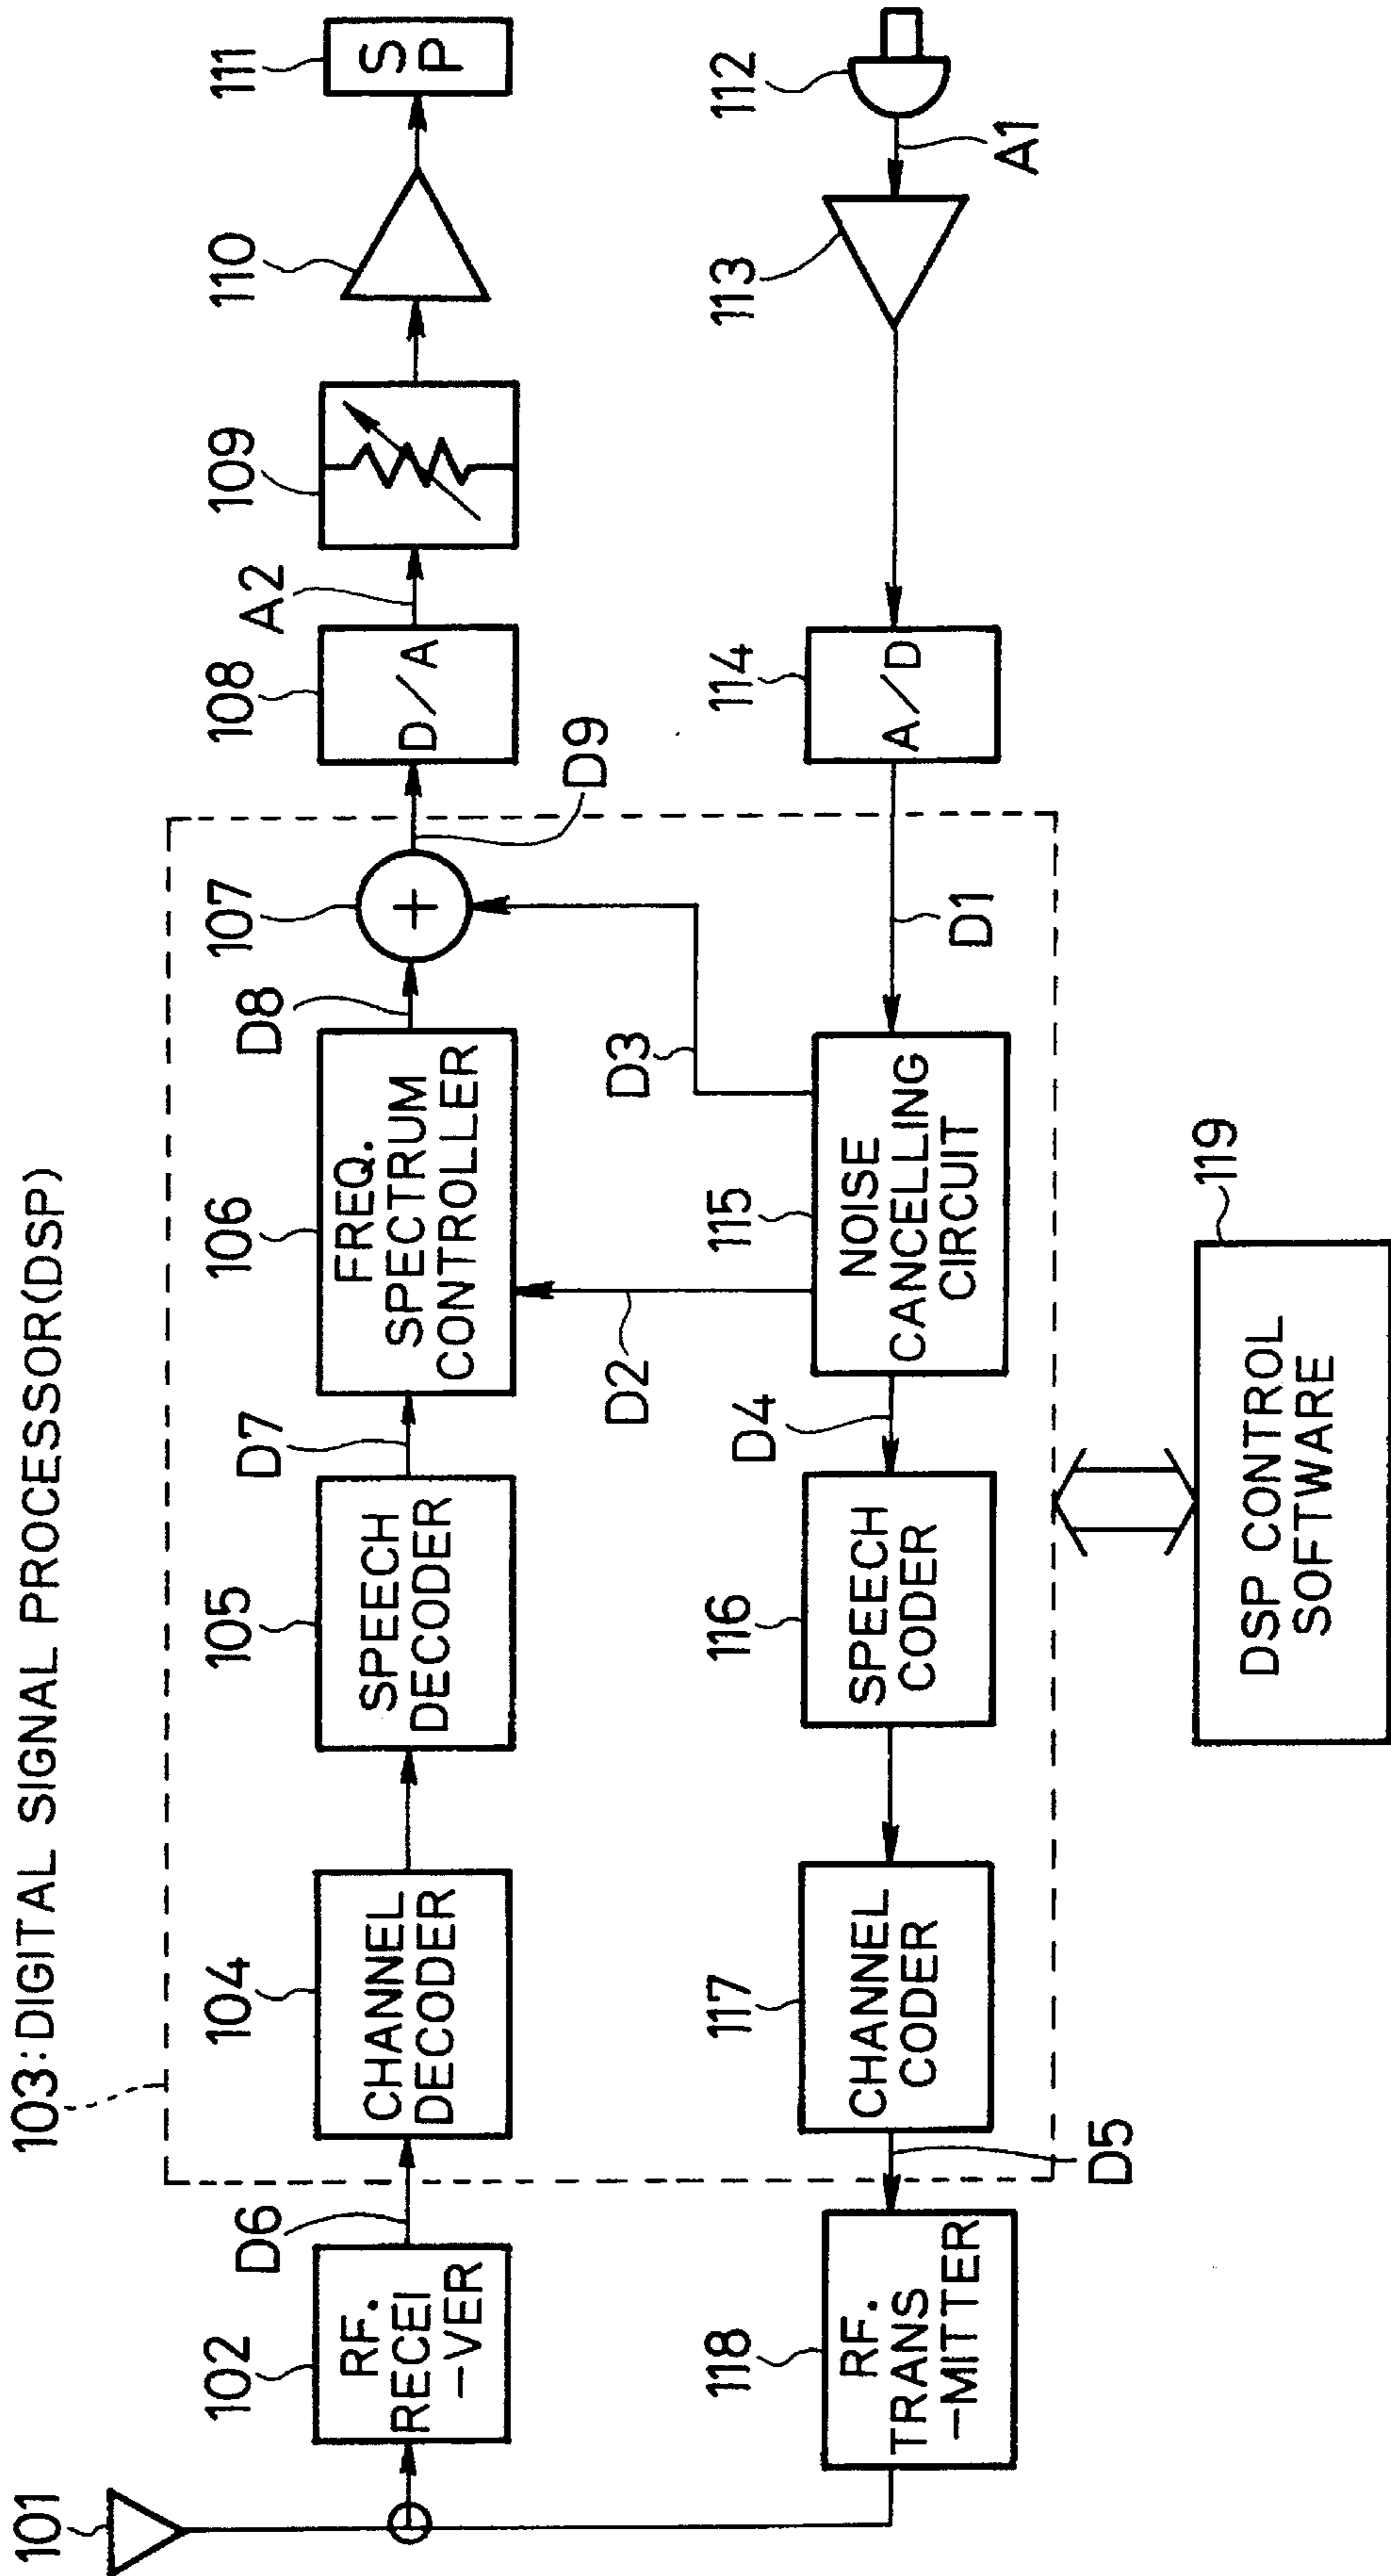 103:DIGITAL SIGNAL PROCESSOR(DSP)
101
102
RF.
RECEI
-VER
D6
104
CHANNEL
DECODER
105
SPEECH
DECODER
D7
106
FREQ.
SPECTRUM
CONTROLLER
D8
107
+
D9
108
D/A
A2
109
110
111
SP
D2
D3
118
RF.
TRANS
-MITTER
D5
117
CHANNEL
CODER
116
SPEECH
CODER
D4
115
NOISE
CANCELLING
CIRCUIT
D1
114
A/D
113
112
A1
119
DSP CONTROL
SOFTWARE